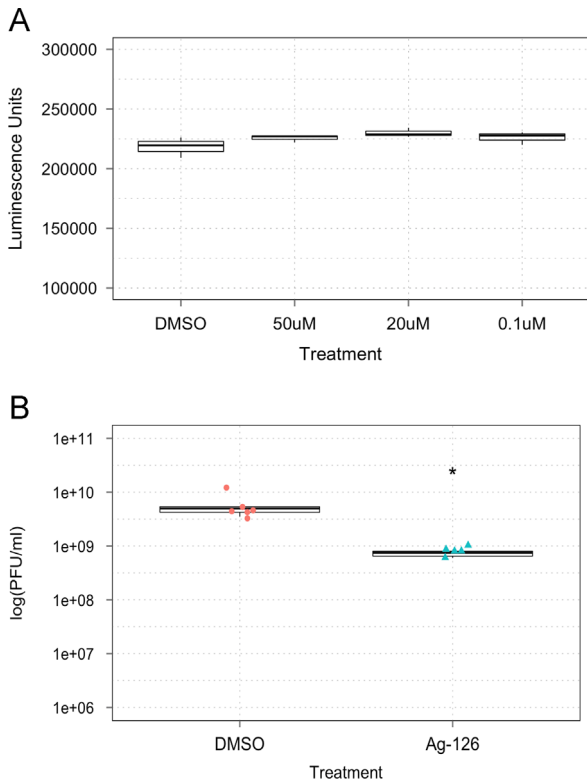 A
Luminescence Units
300000
250000
200000
150000
100000
DMSO 50uM 20uM 0.1uM
Treatment
B
log(PFU/ml)
1e+11
1e+10
1e+09
1e+08
1e+07
1e+06
*
DMSO Ag-126
Treatment